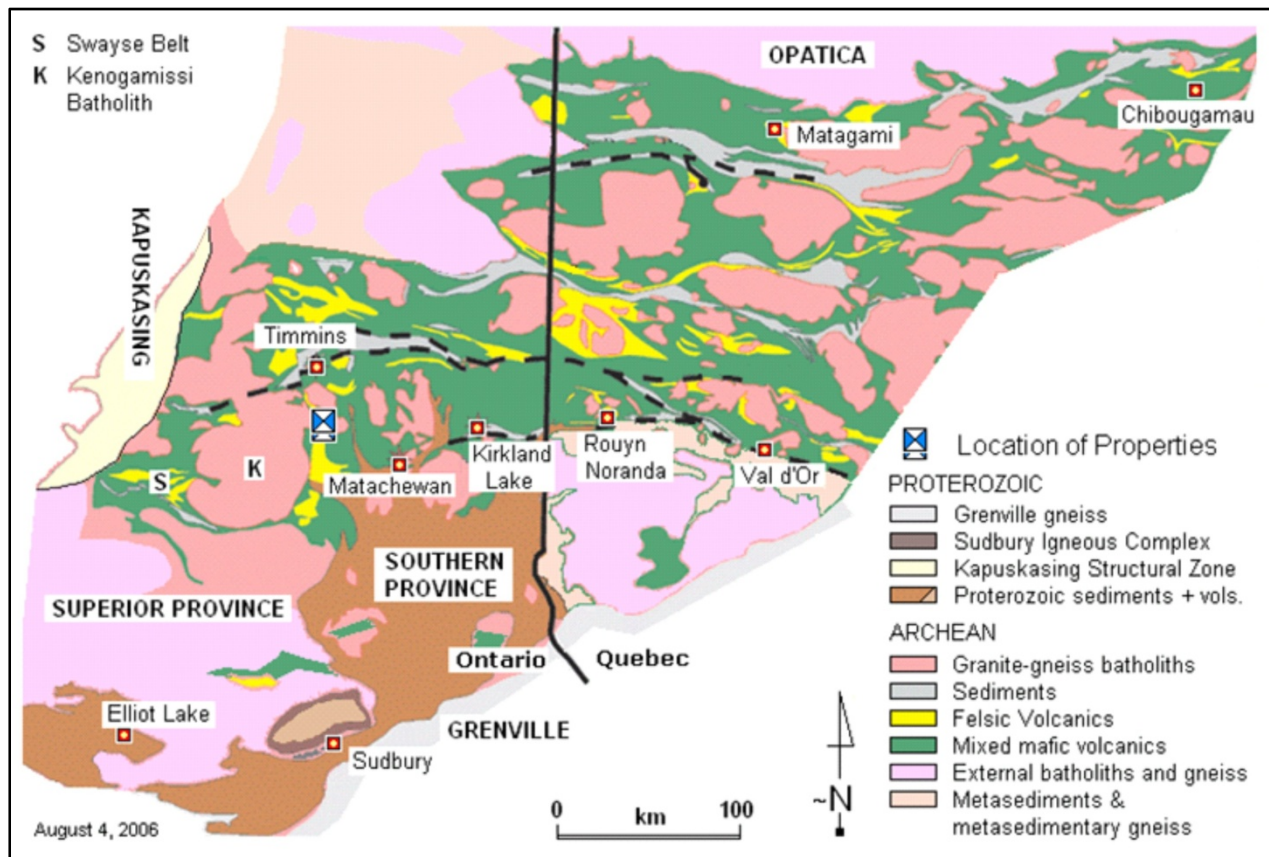 S Swayse Belt
K Kenogamissi
Batholith
OPATICA
Chibougamau
Matagami
KAPUSKASING
Timmins
S
K
Matachewan
Kirkland
Lake
Rouyn
Noranda
Val d'Or
SUPERIOR PROVINCE
SOUTHERN
PROVINCE
Ontario
Quebec
Elliot Lake
GRENVILLE
Sudbury
August 4, 2006
0 100
km
~N
Location of Properties
PROTEROZOIC
Grenville gneiss
Sudbury Igneous Complex
Kapuskasing Structural Zone
Proterozoic sediments + vols.
ARCHEAN
Granite-gneiss batholiths
Sediments
Felsic Volcanics
Mixed mafic volcanics
External batholiths and gneiss
Metasediments &
metasedimentary gneiss